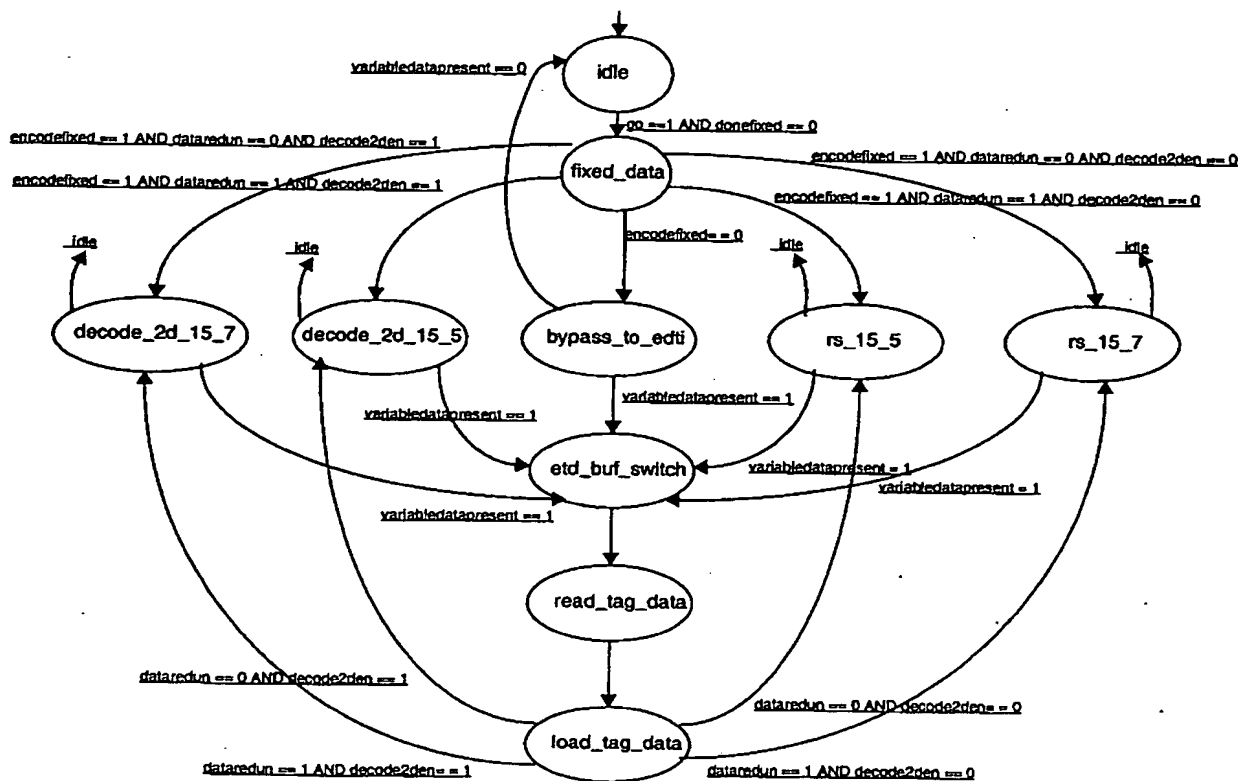 idle
variabledatapresent == 0
go ==1 AND donefixed == 0
encodefixed == 1 AND dataredun == 0 AND decode2den == 1
encodefixed == 1 AND dataredun == 0 AND decode2den == 0
fixed_data
encodefixed == 1 AND dataredun == 1 AND decode2den == 1
encodefixed == 1 AND dataredun == 1 AND decode2den == 0
encodefixed== 0
_idle
_idle
_idle
_idle
decode_2d_15_7
decode_2d_15_5
bypass_to_edti
rs_15_5
rs_15_7
variabledatapresent == 1
variabledatapresent == 1
etd_buf_switch
variabledatapresent = 1
variabledatapresent = 1
variabledatapresent == 1
read_tag_data
dataredun == 0 AND decode2den == 1
dataredun == 0 AND decode2den== 0
load_tag_data
dataredun == 1 AND decode2den== 1
dataredun == 1 AND decode2den == 0